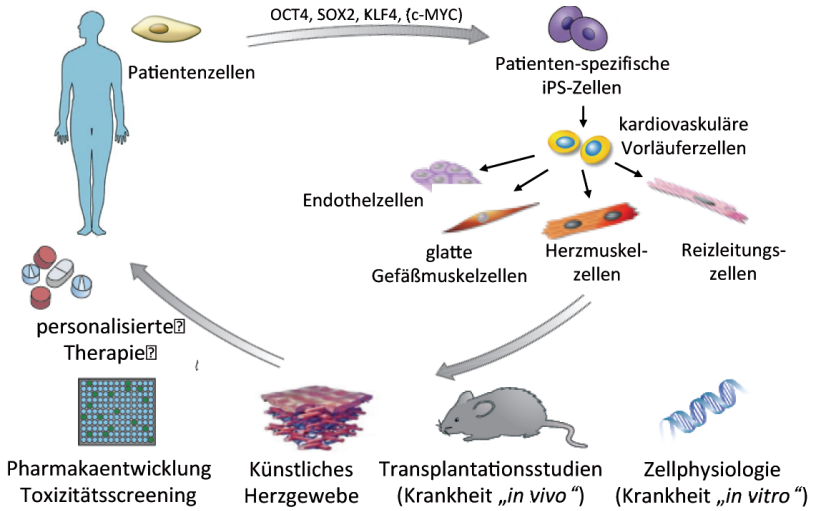 OCT4, SOX2, KLF4, (c-MYC)
Patientenzellen
Patienten-spezifische
iPS-Zellen
kardiovaskuläre
Vorläuferzellen
Endothelzellen
glatte
Gefäßmuskelzellen
Herzmuskel-
zellen
Reizleitungs-
zellen
personalisierte
Therapie
Pharmakaentwicklung
Toxizitätsscreening
Künstliches
Herzgewebe
Transplantationsstudien
(Krankheit „in vivo“)
Zellphysiologie
(Krankheit „in vitro“)